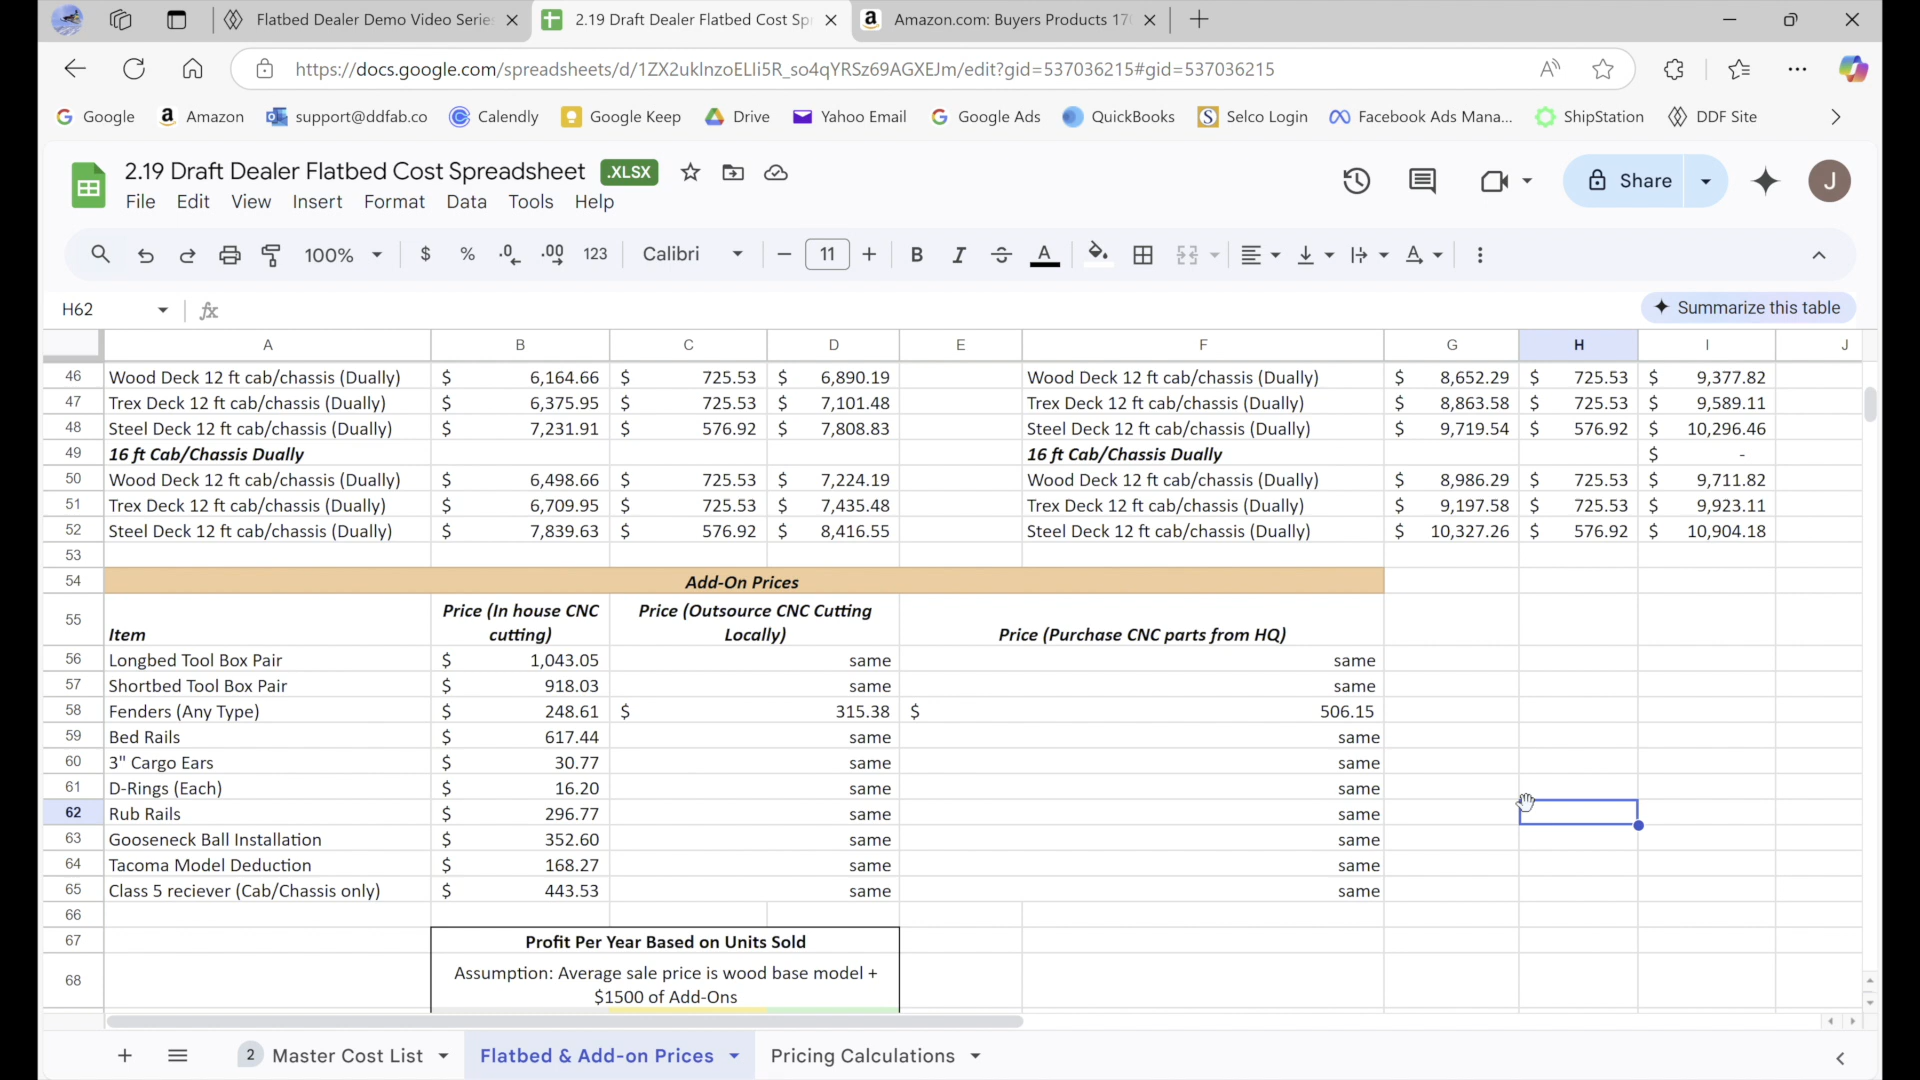 Flatbed Dealer Demo Video Serie
2.19 Draft Dealer Flatbed Cost Sp
Amazon.com: Buyers Products 17
https://docs.google.com/spreadsheets/d/1ZX2uklnzoELli5R_so4qYRSz69AGXEJm/edit?gid=537036215#gid=537036215
Google
Amazon
support@ddfab.co
Calendly
Google Keep
Drive
Yahoo Email
Google Ads
QuickBooks
Selco Login
Facebook Ads Mana...
ShipStation
DDF Site
2.19 Draft Dealer Flatbed Cost Spreadsheet .XLSX
File Edit View Insert Format Data Tools Help
Share
J
100% $ % .0 .00 123 Calibri 11 B I A
H62 fx
Summarize this table
A B C D E F G H I J
46 Wood Deck 12 ft cab/chassis (Dually) $ 6,164.66 $ 725.53 $ 6,890.19 Wood Deck 12 ft cab/chassis (Dually) $ 8,652.29 $ 725.53 $ 9,377.82
47 Trex Deck 12 ft cab/chassis (Dually) $ 6,375.95 $ 725.53 $ 7,101.48 Trex Deck 12 ft cab/chassis (Dually) $ 8,863.58 $ 725.53 $ 9,589.11
48 Steel Deck 12 ft cab/chassis (Dually) $ 7,231.91 $ 576.92 $ 7,808.83 Steel Deck 12 ft cab/chassis (Dually) $ 9,719.54 $ 576.92 $ 10,296.46
49 16 ft Cab/Chassis Dually 16 ft Cab/Chassis Dually $ -
50 Wood Deck 12 ft cab/chassis (Dually) $ 6,498.66 $ 725.53 $ 7,224.19 Wood Deck 12 ft cab/chassis (Dually) $ 8,986.29 $ 725.53 $ 9,711.82
51 Trex Deck 12 ft cab/chassis (Dually) $ 6,709.95 $ 725.53 $ 7,435.48 Trex Deck 12 ft cab/chassis (Dually) $ 9,197.58 $ 725.53 $ 9,923.11
52 Steel Deck 12 ft cab/chassis (Dually) $ 7,839.63 $ 576.92 $ 8,416.55 Steel Deck 12 ft cab/chassis (Dually) $ 10,327.26 $ 576.92 $ 10,904.18
53
54 Add-On Prices
55 Item
Price (In house CNC
cutting)
Price (Outsource CNC Cutting
Locally)
Price (Purchase CNC parts from HQ)
56 Longbed Tool Box Pair $ 1,043.05 same same
57 Shortbed Tool Box Pair $ 918.03 same same
58 Fenders (Any Type) $ 248.61 $ 315.38 $ 506.15
59 Bed Rails $ 617.44 same same
60 3" Cargo Ears $ 30.77 same same
61 D-Rings (Each) $ 16.20 same same
62 Rub Rails $ 296.77 same same
63 Gooseneck Ball Installation $ 352.60 same same
64 Tacoma Model Deduction $ 168.27 same same
65 Class 5 reciever (Cab/Chassis only) $ 443.53 same same
66
67 Profit Per Year Based on Units Sold
68 Assumption: Average sale price is wood base model +
$1500 of Add-Ons
2 Master Cost List Flatbed & Add-on Prices Pricing Calculations